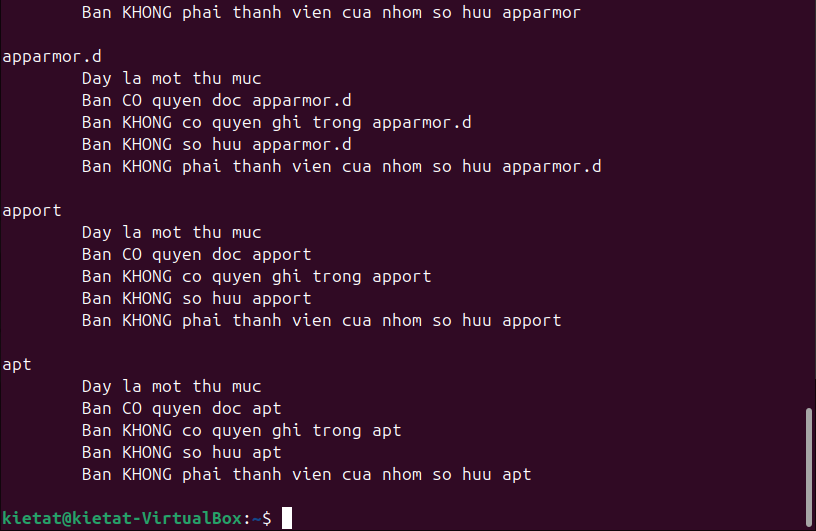 Ban KHONG phai thanh vien cua nhom so huu apparmor
apparmor.d
Day la mot thu muc
Ban CO quyen doc apparmor.d
Ban KHONG co quyen ghi trong apparmor.d
Ban KHONG so huu apparmor.d
Ban KHONG phai thanh vien cua nhom so huu apparmor.d
apport
Day la mot thu muc
Ban CO quyen doc apport
Ban KHONG co quyen ghi trong apport
Ban KHONG so huu apport
Ban KHONG phai thanh vien cua nhom so huu apport
apt
Day la mot thu muc
Ban CO quyen doc apt
Ban KHONG co quyen ghi trong apt
Ban KHONG so huu apt
Ban KHONG phai thanh vien cua nhom so huu apt
kietat@kietat-VirtualBox:~$